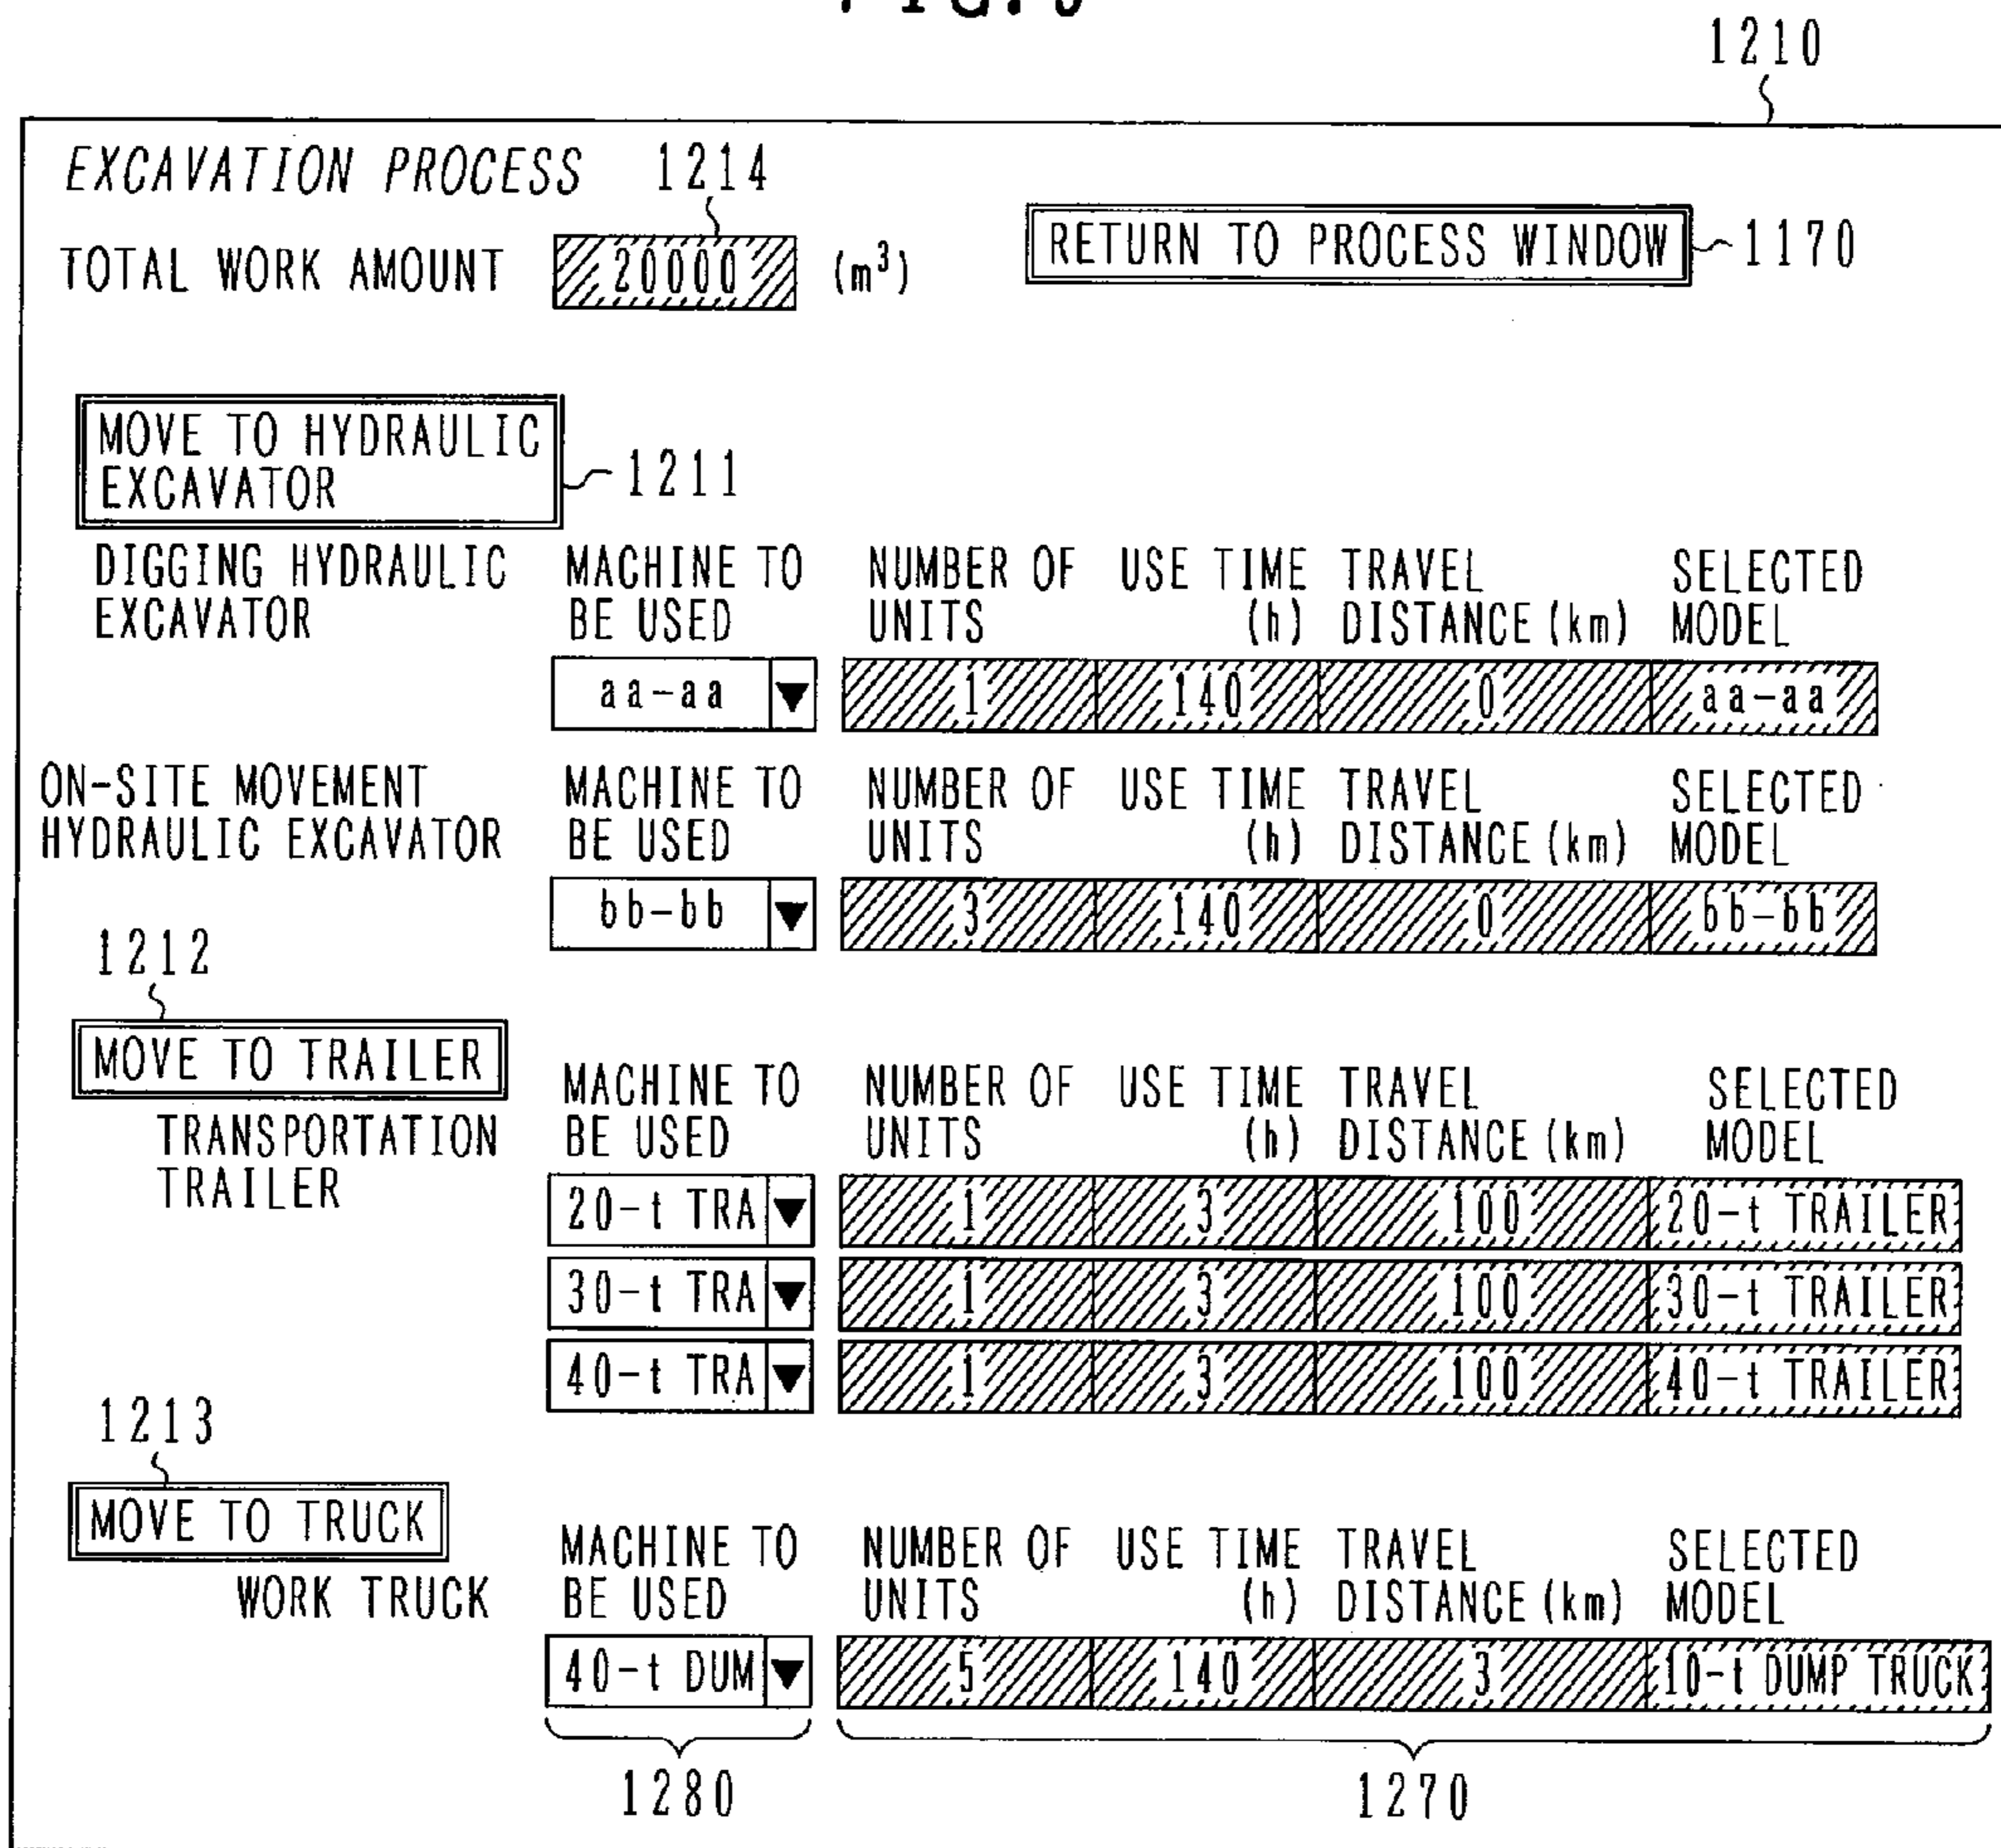 1210
EXCAVATION PROCESS 1214
TOTAL WORK AMOUNT 20000 (m³) RETURN TO PROCESS WINDOW 1170
MOVE TO HYDRAULIC
EXCAVATOR
1211
DIGGING HYDRAULIC MACHINE TO NUMBER OF USE TIME TRAVEL SELECTED
EXCAVATOR BE USED UNITS (h) DISTANCE (km) MODEL
aa-aa 1 140 0 aa-aa
ON-SITE MOVEMENT MACHINE TO NUMBER OF USE TIME TRAVEL SELECTED
HYDRAULIC EXCAVATOR BE USED UNITS (h) DISTANCE (km) MODEL
bb-bb 3 140 0 bb-bb
1212
MOVE TO TRAILER
MACHINE TO NUMBER OF USE TIME TRAVEL SELECTED
TRANSPORTATION BE USED UNITS (h) DISTANCE (km) MODEL
TRAILER
20-t TRA 1 3 100 20-t TRAILER
30-t TRA 1 3 100 30-t TRAILER
40-t TRA 1 3 100 40-t TRAILER
1213
MOVE TO TRUCK
MACHINE TO NUMBER OF USE TIME TRAVEL SELECTED
WORK TRUCK BE USED UNITS (h) DISTANCE (km) MODEL
40-t DUM 5 140 3 10-t DUMP TRUCK
1280 1270